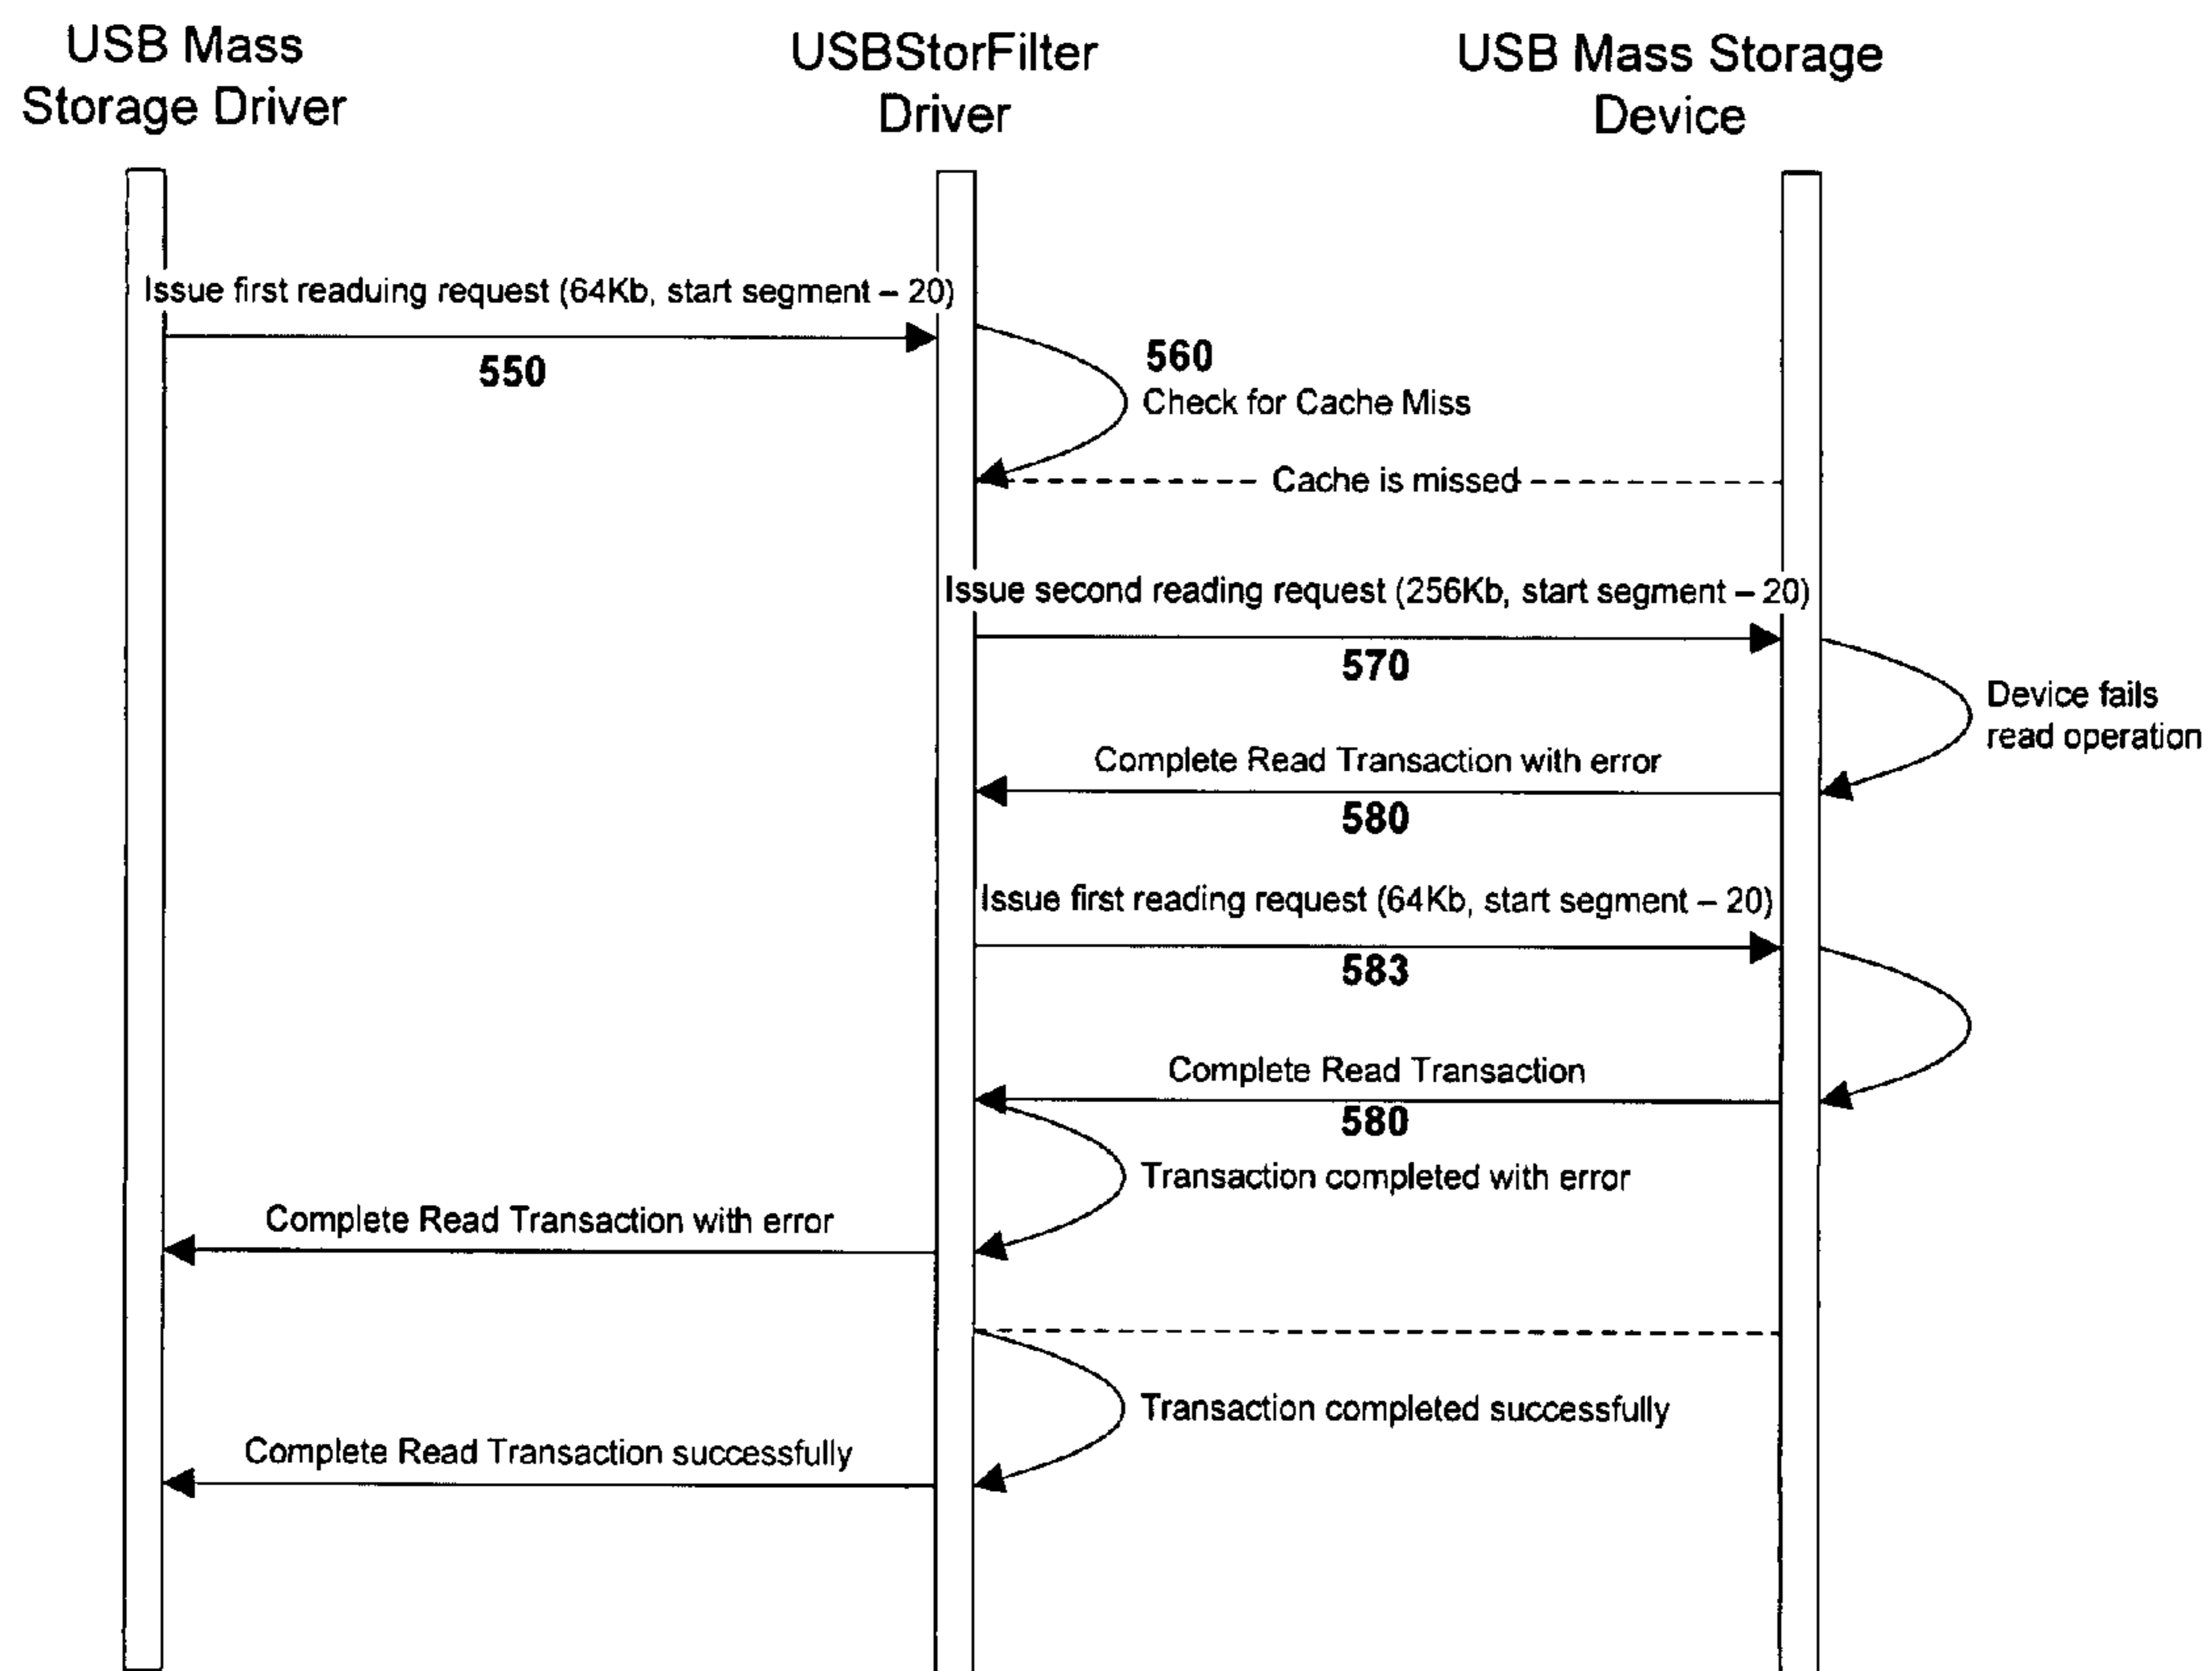 USB Mass
Storage Driver
USBStorFilter
Driver
USB Mass Storage
Device
Issue first readuing request (64Kb, start segment – 20)
550
560
Check for Cache Miss
Cache is missed
Issue second reading request (256Kb, start segment – 20)
570
Device fails
read operation
Complete Read Transaction with error
580
Issue first reading request (64Kb, start segment – 20)
583
Complete Read Transaction
580
Transaction completed with error
Complete Read Transaction with error
Transaction completed successfully
Complete Read Transaction successfully